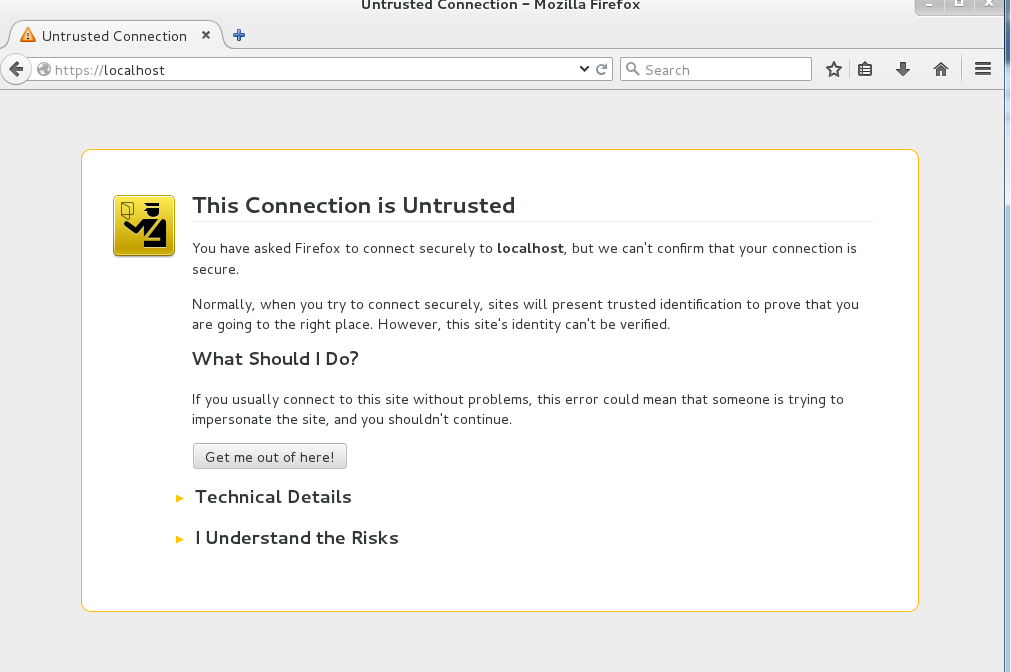 Untrusted Connection - Mozilla Firefox
Untrusted Connection
https://localhost
Search
This Connection is Untrusted
You have asked Firefox to connect securely to localhost, but we can't confirm that your connection is
secure.
Normally, when you try to connect securely, sites will present trusted identification to prove that you
are going to the right place. However, this site's identity can't be verified.
What Should I Do?
If you usually connect to this site without problems, this error could mean that someone is trying to
impersonate the site, and you shouldn't continue.
Get me out of here!
Technical Details
I Understand the Risks